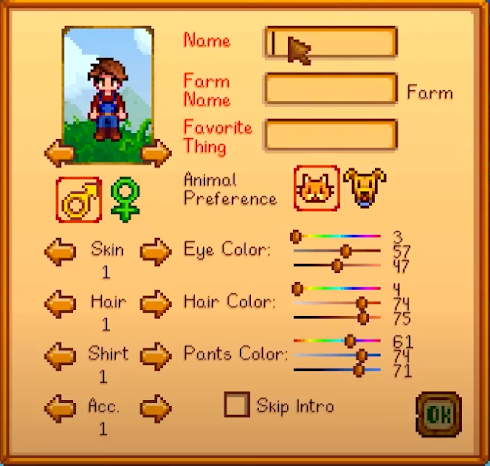 Name
Farm
Name
Farm
Favorite
Thing
Animal
Preference
Skin
1
Eye Color:
3
57
47
Hair
1
Hair Color:
4
74
75
Shirt
1
Pants Color:
61
74
71
Acc.
1
Skip Intro
OK